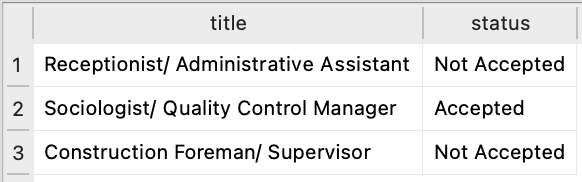 title status
1 Receptionist/ Administrative Assistant Not Accepted
2 Sociologist/ Quality Control Manager Accepted
3 Construction Foreman/ Supervisor Not Accepted